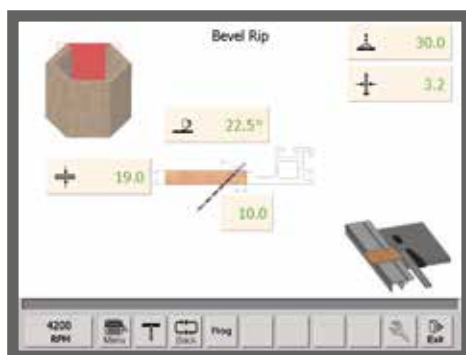 Bevel Rip
30.0
3.2
22.5°
19.0
10.0
4200
RPM
Menu
Back
Prog
Exit